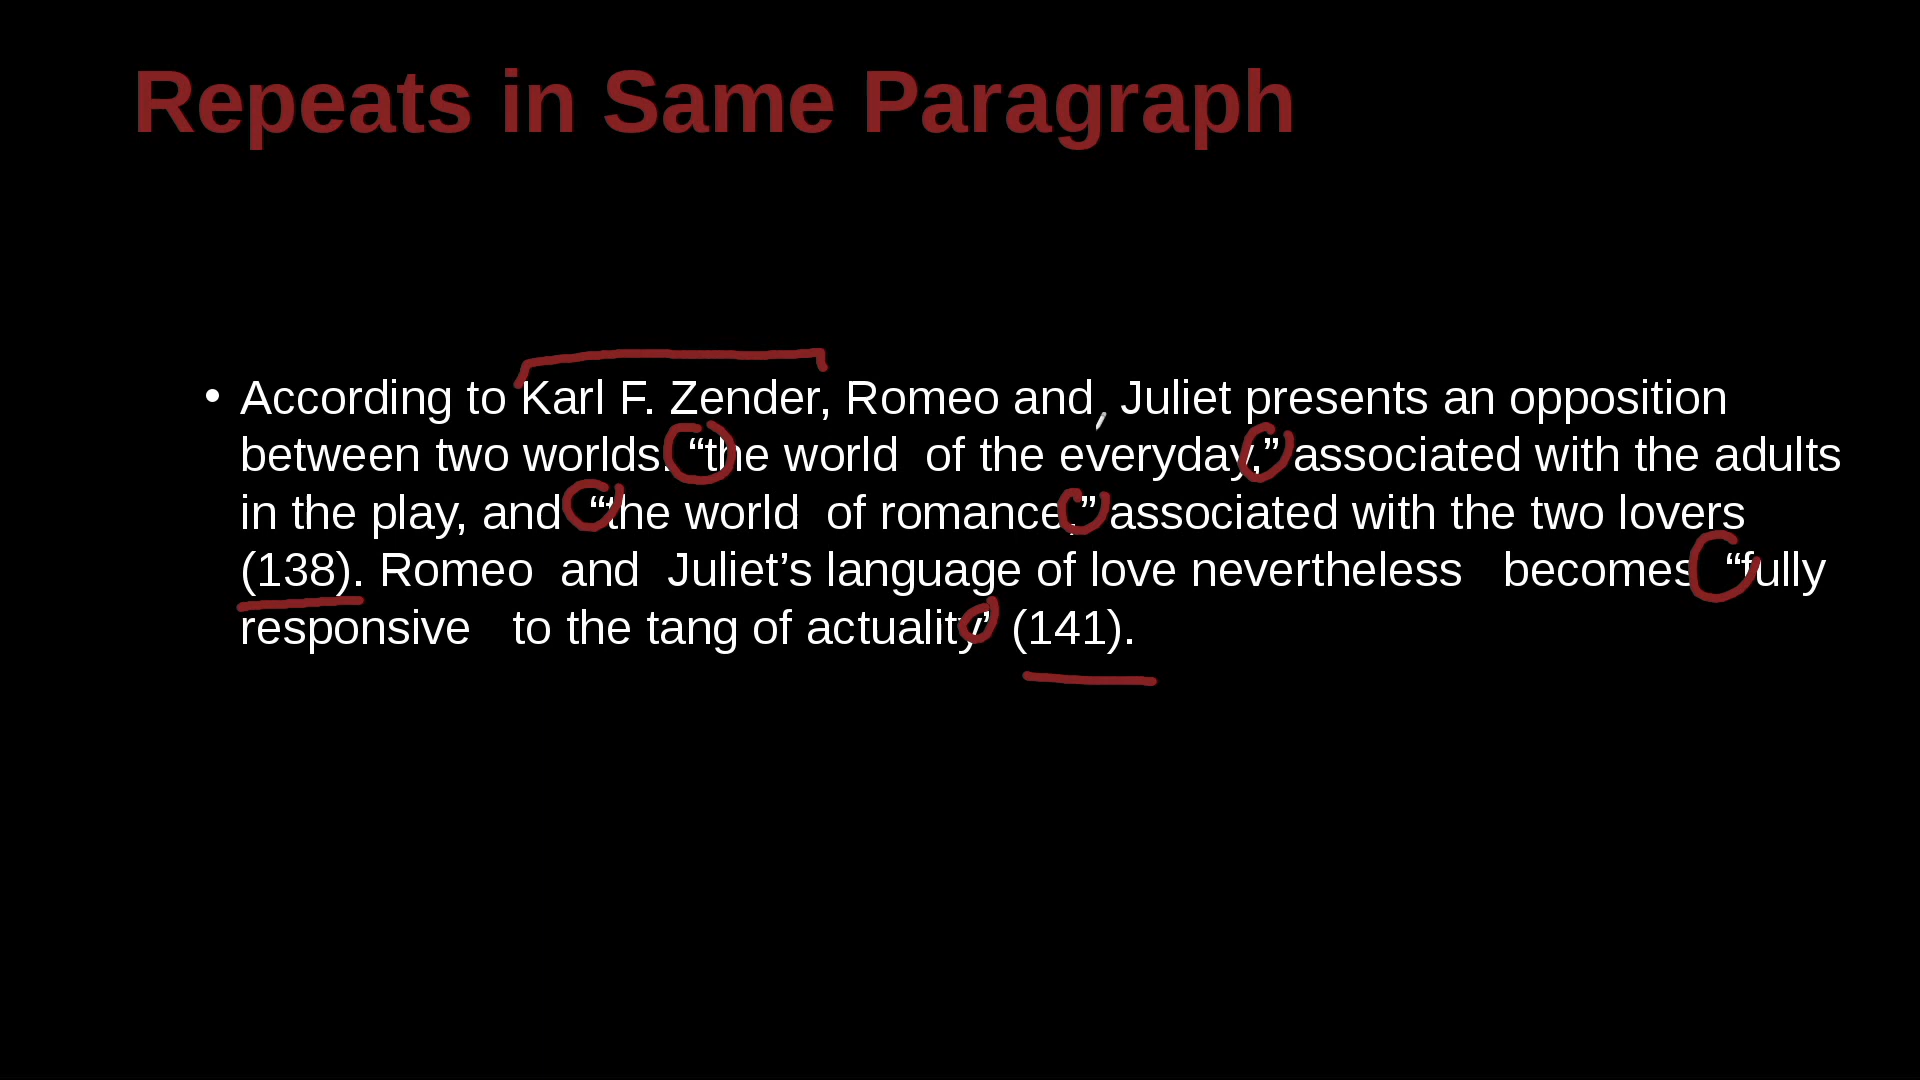 Repeats in Same Paragraph
• According to Karl F. Zender, Romeo and, Juliet presents an opposition
between two worlds: “the world of the everyday,” associated with the adults
in the play, and “the world of romance,” associated with the two lovers
(138). Romeo and Juliet’s language of love nevertheless becomes “fully
responsive to the tang of actuality” (141).